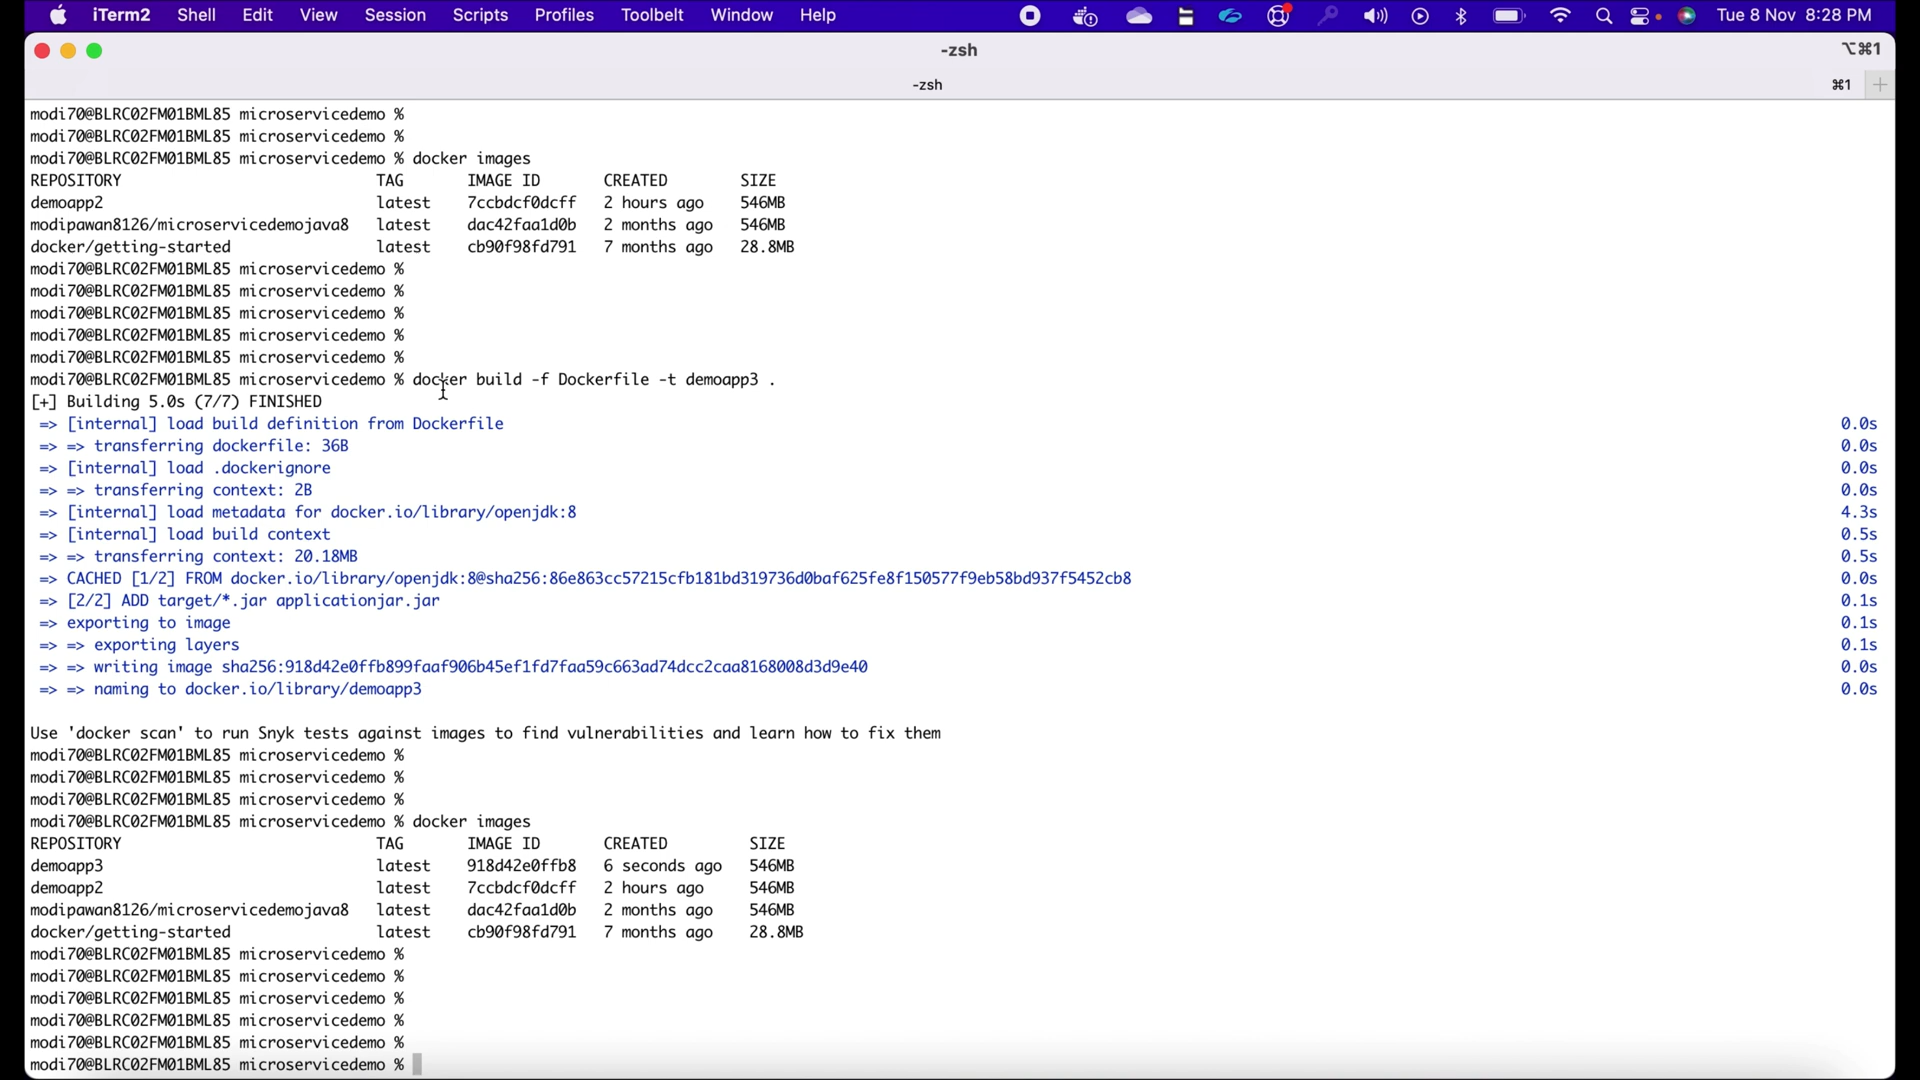 iTerm2 Shell Edit View Session Scripts Profiles Toolbelt Window Help Tue 8 Nov 8:28 PM
-zsh ⌥⌘1
-zsh ⌘1
modi70@BLRC02FM01BML85 microservicedemo %
modi70@BLRC02FM01BML85 microservicedemo %
modi70@BLRC02FM01BML85 microservicedemo % docker images
REPOSITORY TAG IMAGE ID CREATED SIZE
demoapp2 latest 7ccbdcf0dcff 2 hours ago 546MB
modipawan8126/microservicedemojava8 latest dac42faa1d0b 2 months ago 546MB
docker/getting-started latest cb90f98fd791 7 months ago 28.8MB
modi70@BLRC02FM01BML85 microservicedemo %
modi70@BLRC02FM01BML85 microservicedemo %
modi70@BLRC02FM01BML85 microservicedemo %
modi70@BLRC02FM01BML85 microservicedemo %
modi70@BLRC02FM01BML85 microservicedemo %
modi70@BLRC02FM01BML85 microservicedemo % docker build -f Dockerfile -t demoapp3 .
[+] Building 5.0s (7/7) FINISHED
=> [internal] load build definition from Dockerfile 0.0s
=> => transferring dockerfile: 36B 0.0s
=> [internal] load .dockerignore 0.0s
=> => transferring context: 2B 0.0s
=> [internal] load metadata for docker.io/library/openjdk:8 4.3s
=> [internal] load build context 0.5s
=> => transferring context: 20.18MB 0.5s
=> CACHED [1/2] FROM docker.io/library/openjdk:8@sha256:86e863cc57215cfb181bd319736d0baf625fe8f150577f9eb58bd937f5452cb8 0.0s
=> [2/2] ADD target/*.jar applicationjar.jar 0.1s
=> exporting to image 0.1s
=> => exporting layers 0.1s
=> => writing image sha256:918d42e0ffb899faaf906b45ef1fd7faa59c663ad74dcc2caa8168008d3d9e40 0.0s
=> => naming to docker.io/library/demoapp3 0.0s
Use 'docker scan' to run Snyk tests against images to find vulnerabilities and learn how to fix them
modi70@BLRC02FM01BML85 microservicedemo %
modi70@BLRC02FM01BML85 microservicedemo %
modi70@BLRC02FM01BML85 microservicedemo %
modi70@BLRC02FM01BML85 microservicedemo % docker images
REPOSITORY TAG IMAGE ID CREATED SIZE
demoapp3 latest 918d42e0ffb8 6 seconds ago 546MB
demoapp2 latest 7ccbdcf0dcff 2 hours ago 546MB
modipawan8126/microservicedemojava8 latest dac42faa1d0b 2 months ago 546MB
docker/getting-started latest cb90f98fd791 7 months ago 28.8MB
modi70@BLRC02FM01BML85 microservicedemo %
modi70@BLRC02FM01BML85 microservicedemo %
modi70@BLRC02FM01BML85 microservicedemo %
modi70@BLRC02FM01BML85 microservicedemo %
modi70@BLRC02FM01BML85 microservicedemo %
modi70@BLRC02FM01BML85 microservicedemo %